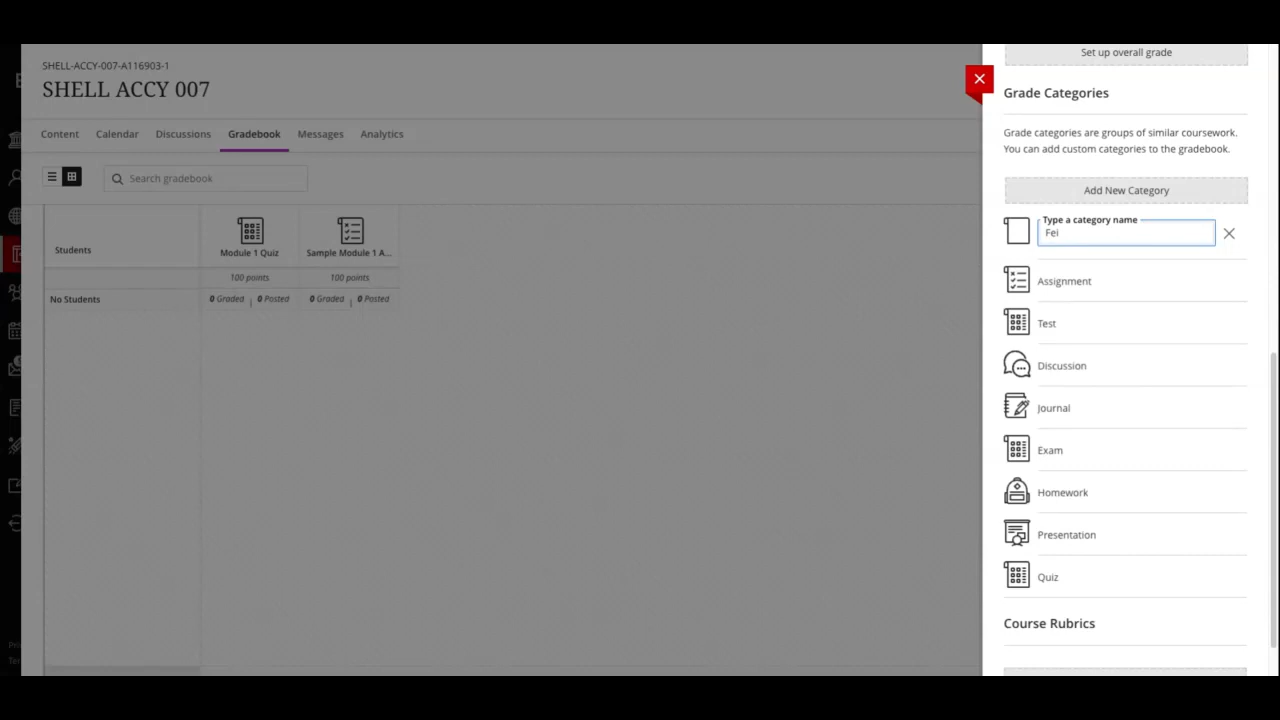 SHELL-ACCY-007-A116903-1
SHELL ACCY 007
Content Calendar Discussions Gradebook Messages Analytics
Search gradebook
Students
Module 1 Quiz
Sample Module 1 A...
100 points
100 points
No Students
0 Graded | 0 Posted
0 Graded | 0 Posted
Set up overall grade
Grade Categories
Grade categories are groups of similar coursework.
You can add custom categories to the gradebook.
Add New Category
Type a category name
Fei
Assignment
Test
Discussion
Journal
Exam
Homework
Presentation
Quiz
Course Rubrics